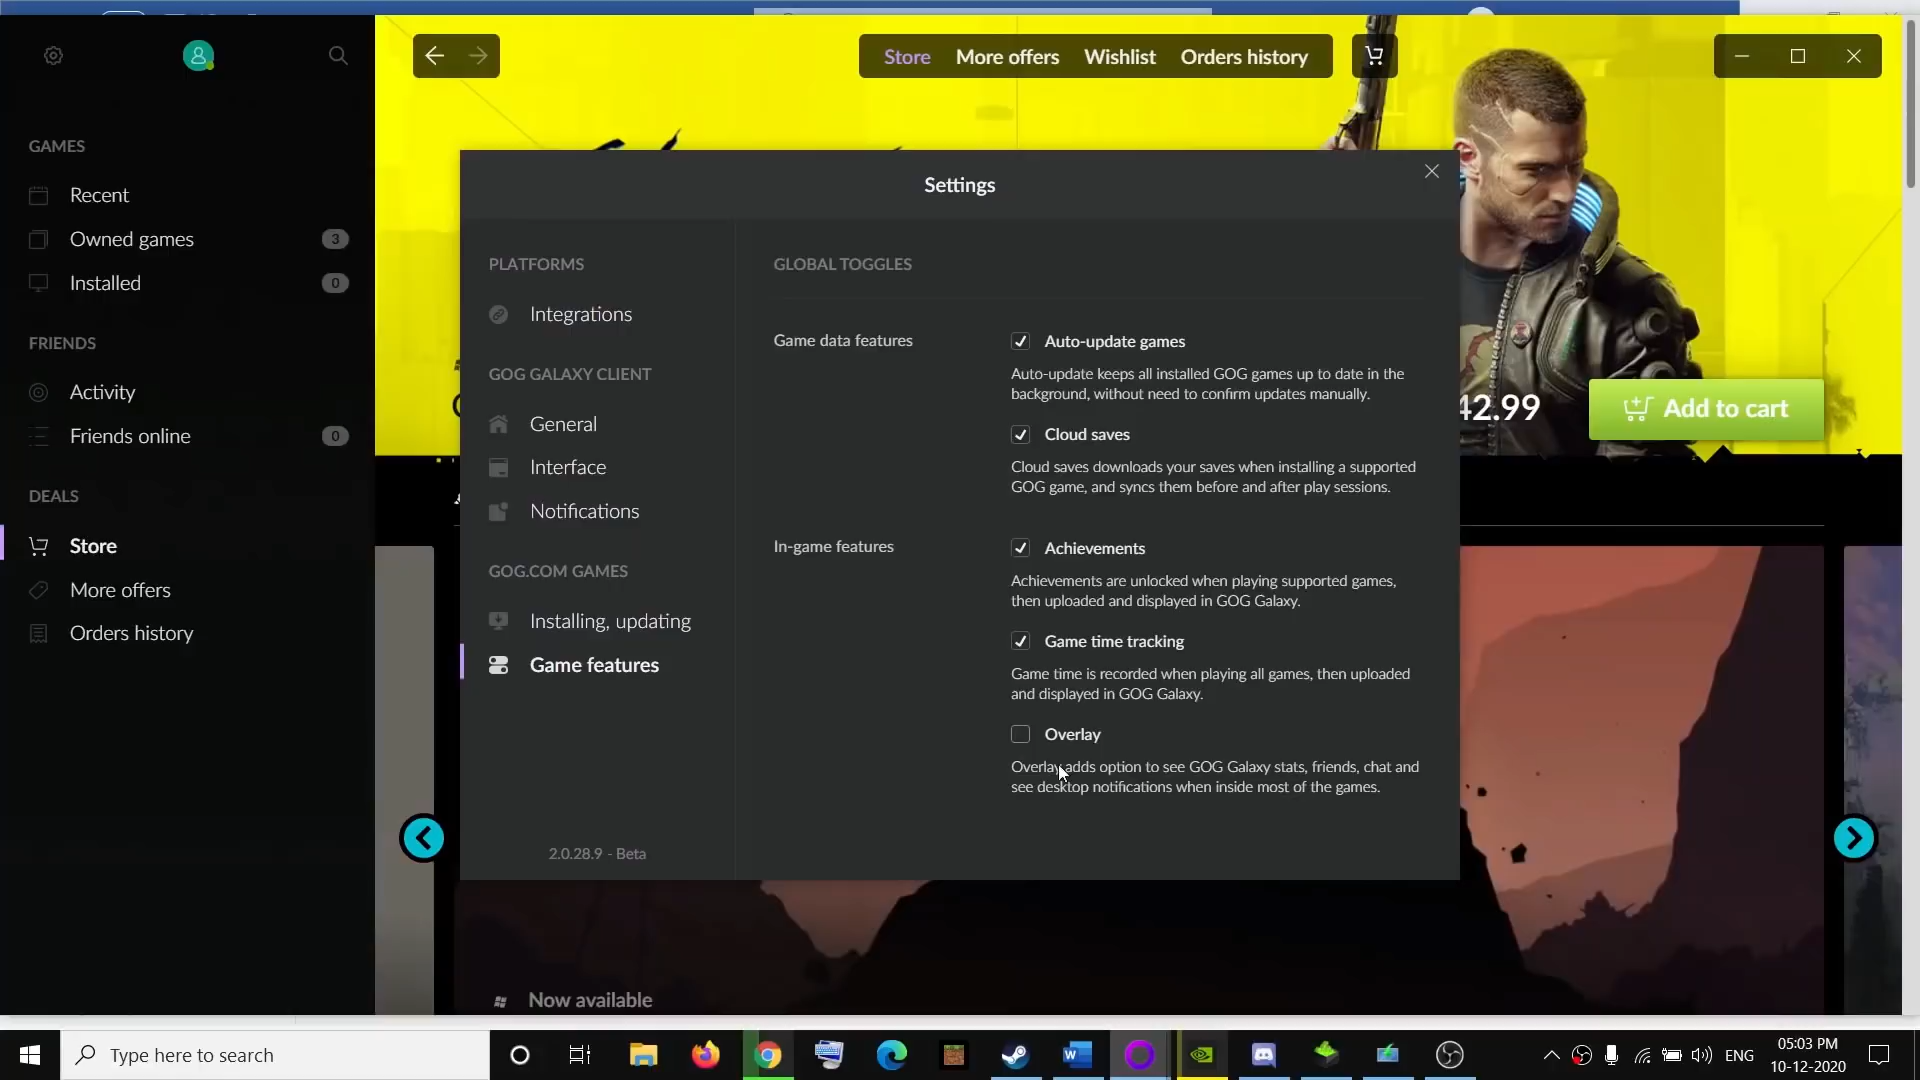 Store
More offers
Wishlist
Orders history
GAMES
Recent
Owned games
3
Installed
0
FRIENDS
Activity
Friends online
0
DEALS
Store
More offers
Orders history
Settings
PLATFORMS
Integrations
GOG GALAXY CLIENT
General
Interface
Notifications
GOG.COM GAMES
Installing, updating
Game features
2.0.28.9 - Beta
GLOBAL TOGGLES
Game data features
Auto-update games
Auto-update keeps all installed GOG games up to date in the
background, without need to confirm updates manually.
Cloud saves
Cloud saves downloads your saves when installing a supported
GOG game, and syncs them before and after play sessions.
In-game features
Achievements
Achievements are unlocked when playing supported games,
then uploaded and displayed in GOG Galaxy.
Game time tracking
Game time is recorded when playing all games, then uploaded
and displayed in GOG Galaxy.
Overlay
Overlay adds option to see GOG Galaxy stats, friends, chat and
see desktop notifications when inside most of the games.
42.99
Add to cart
Now available
Type here to search
ENG
05:03 PM
10-12-2020